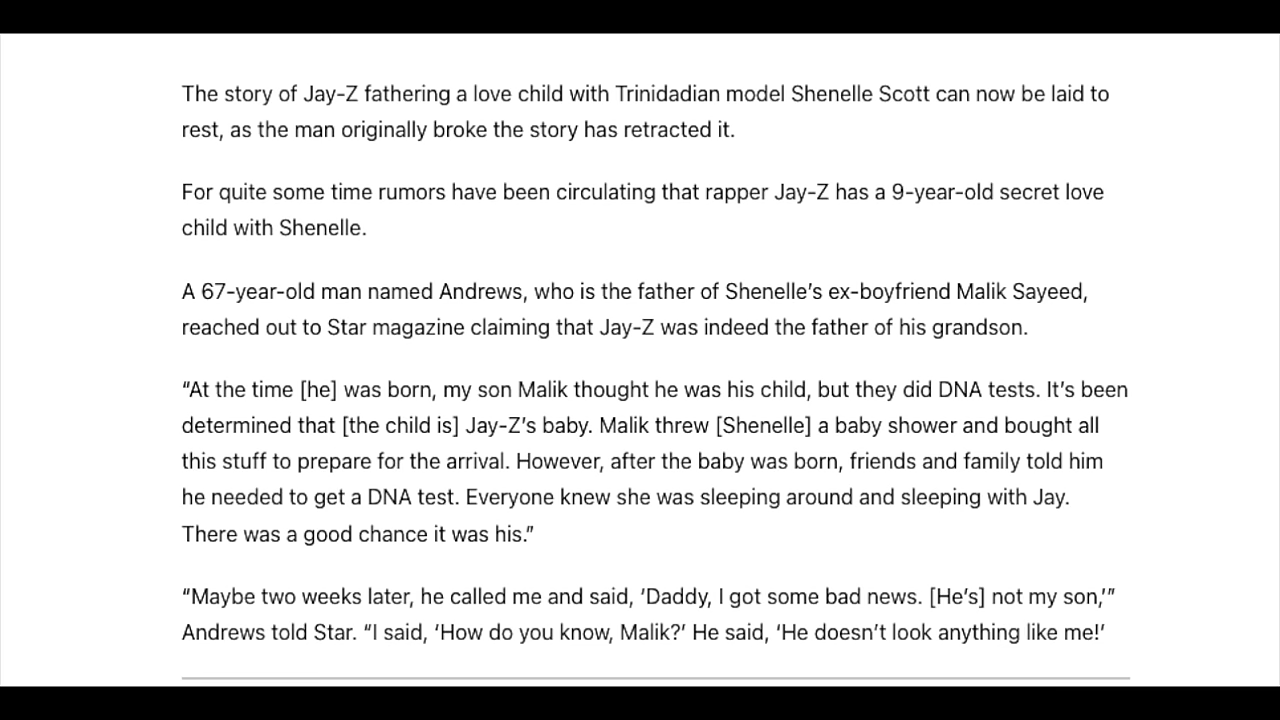 The story of Jay-Z fathering a love child with Trinidadian model Shenelle Scott can now be laid to
rest, as the man originally broke the story has retracted it.
For quite some time rumors have been circulating that rapper Jay-Z has a 9-year-old secret love
child with Shenelle.
A 67-year-old man named Andrews, who is the father of Shenelle’s ex-boyfriend Malik Sayeed,
reached out to Star magazine claiming that Jay-Z was indeed the father of his grandson.
“At the time [he] was born, my son Malik thought he was his child, but they did DNA tests. It’s been
determined that [the child is] Jay-Z’s baby. Malik threw [Shenelle] a baby shower and bought all
this stuff to prepare for the arrival. However, after the baby was born, friends and family told him
he needed to get a DNA test. Everyone knew she was sleeping around and sleeping with Jay.
There was a good chance it was his.”
“Maybe two weeks later, he called me and said, ‘Daddy, I got some bad news. [He’s] not my son,’”
Andrews told Star. “I said, ‘How do you know, Malik?’ He said, ‘He doesn’t look anything like me!’